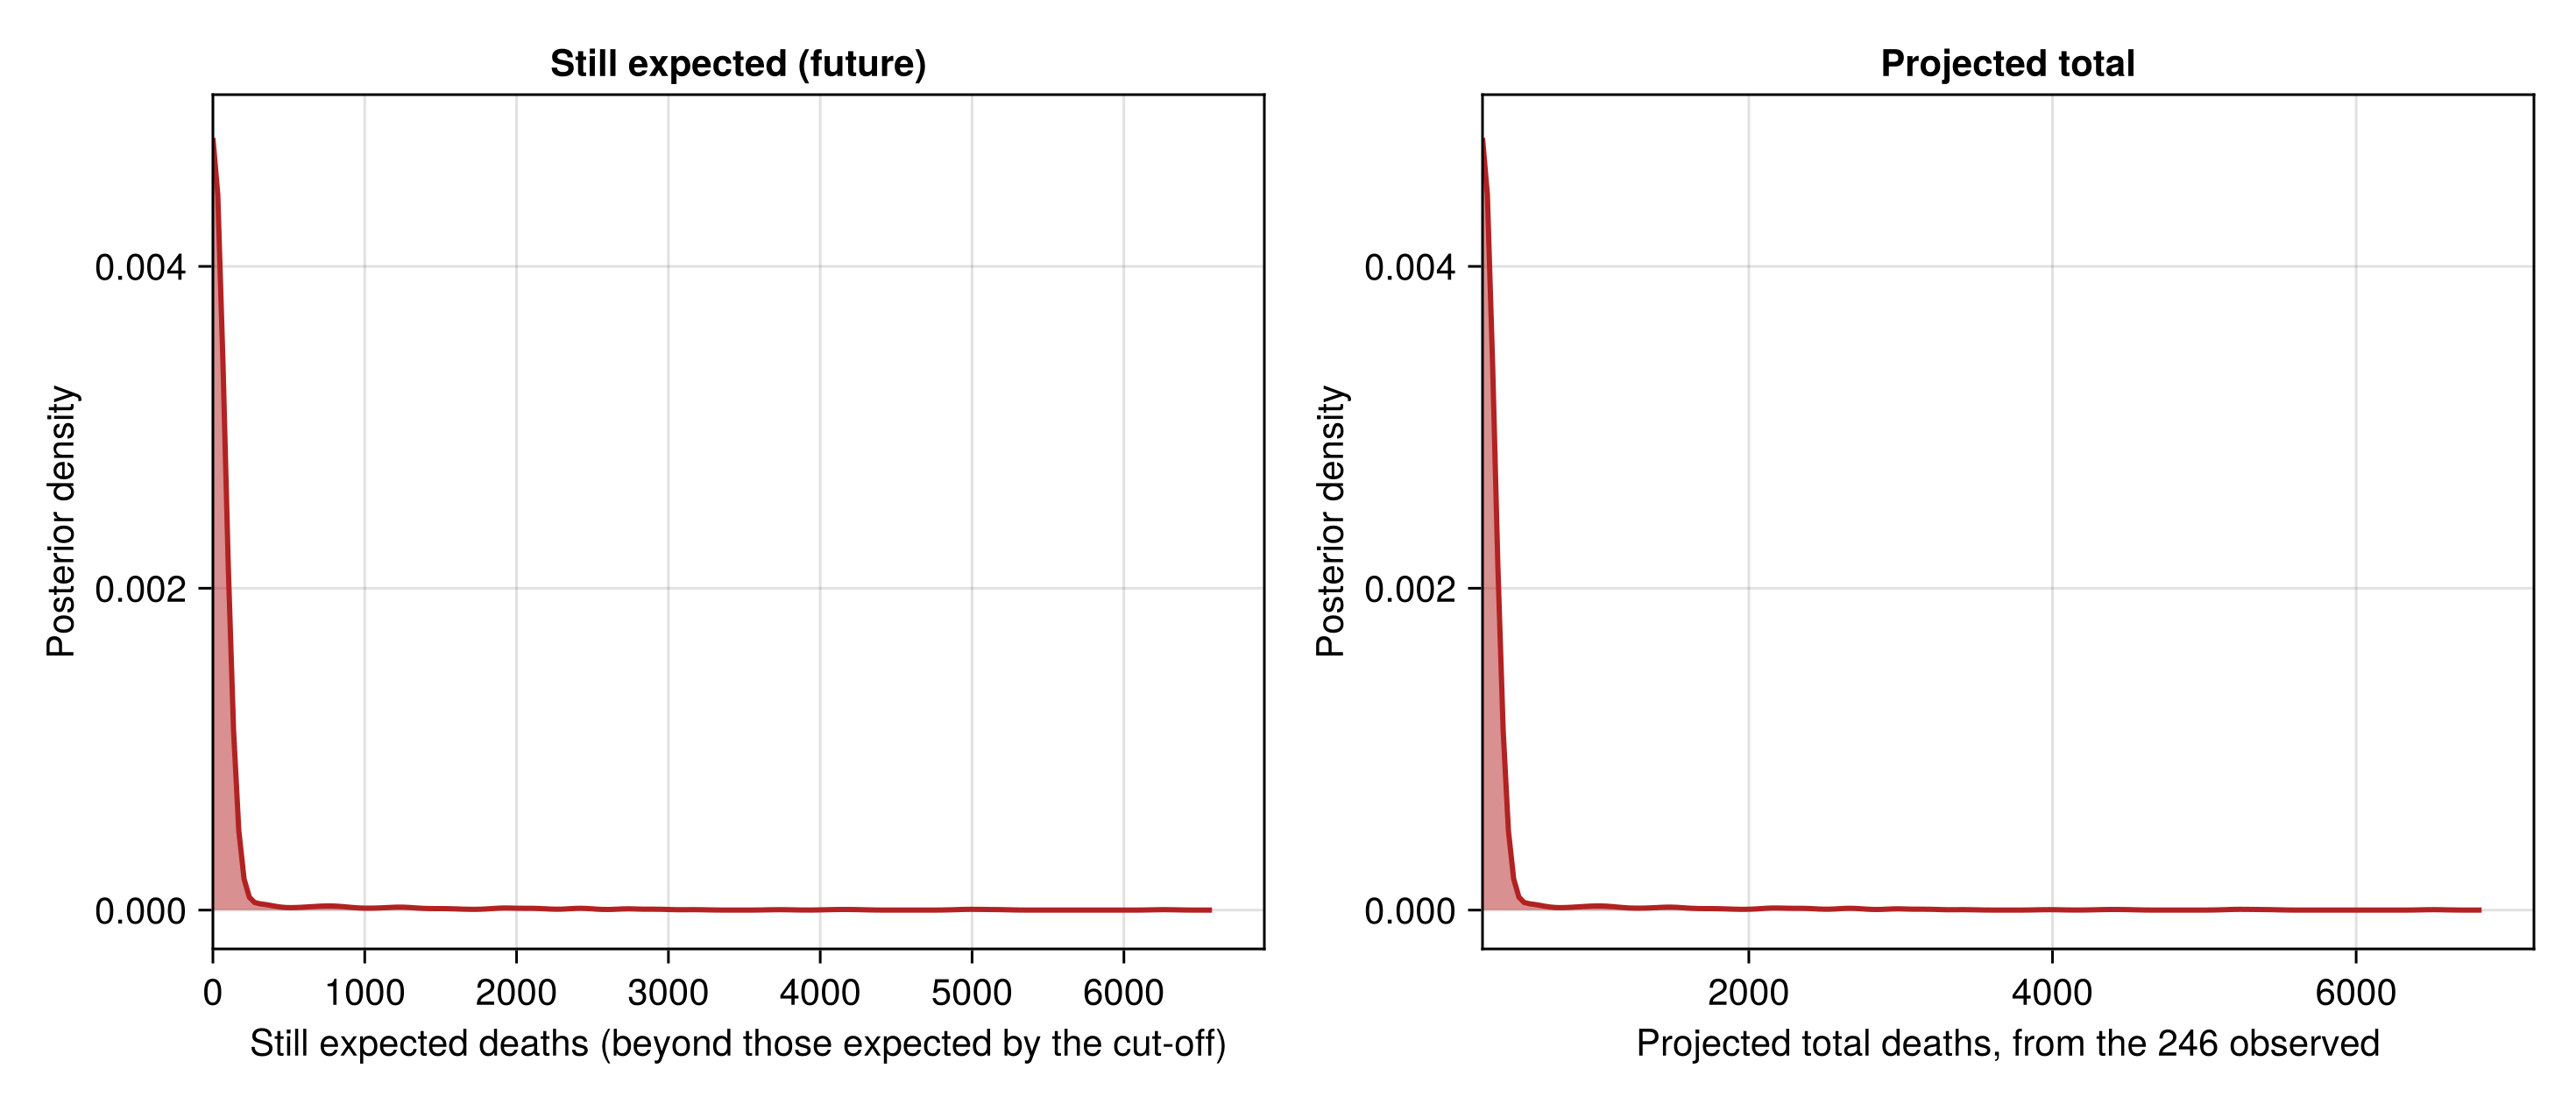 Still expected (future)
Posterior density
0.004
0.002
0.000
0 1000 2000 3000 4000 5000 6000
Still expected deaths (beyond those expected by the cut-off)
Projected total
Posterior density
0.004
0.002
0.000
2000 4000 6000
Projected total deaths, from the 246 observed